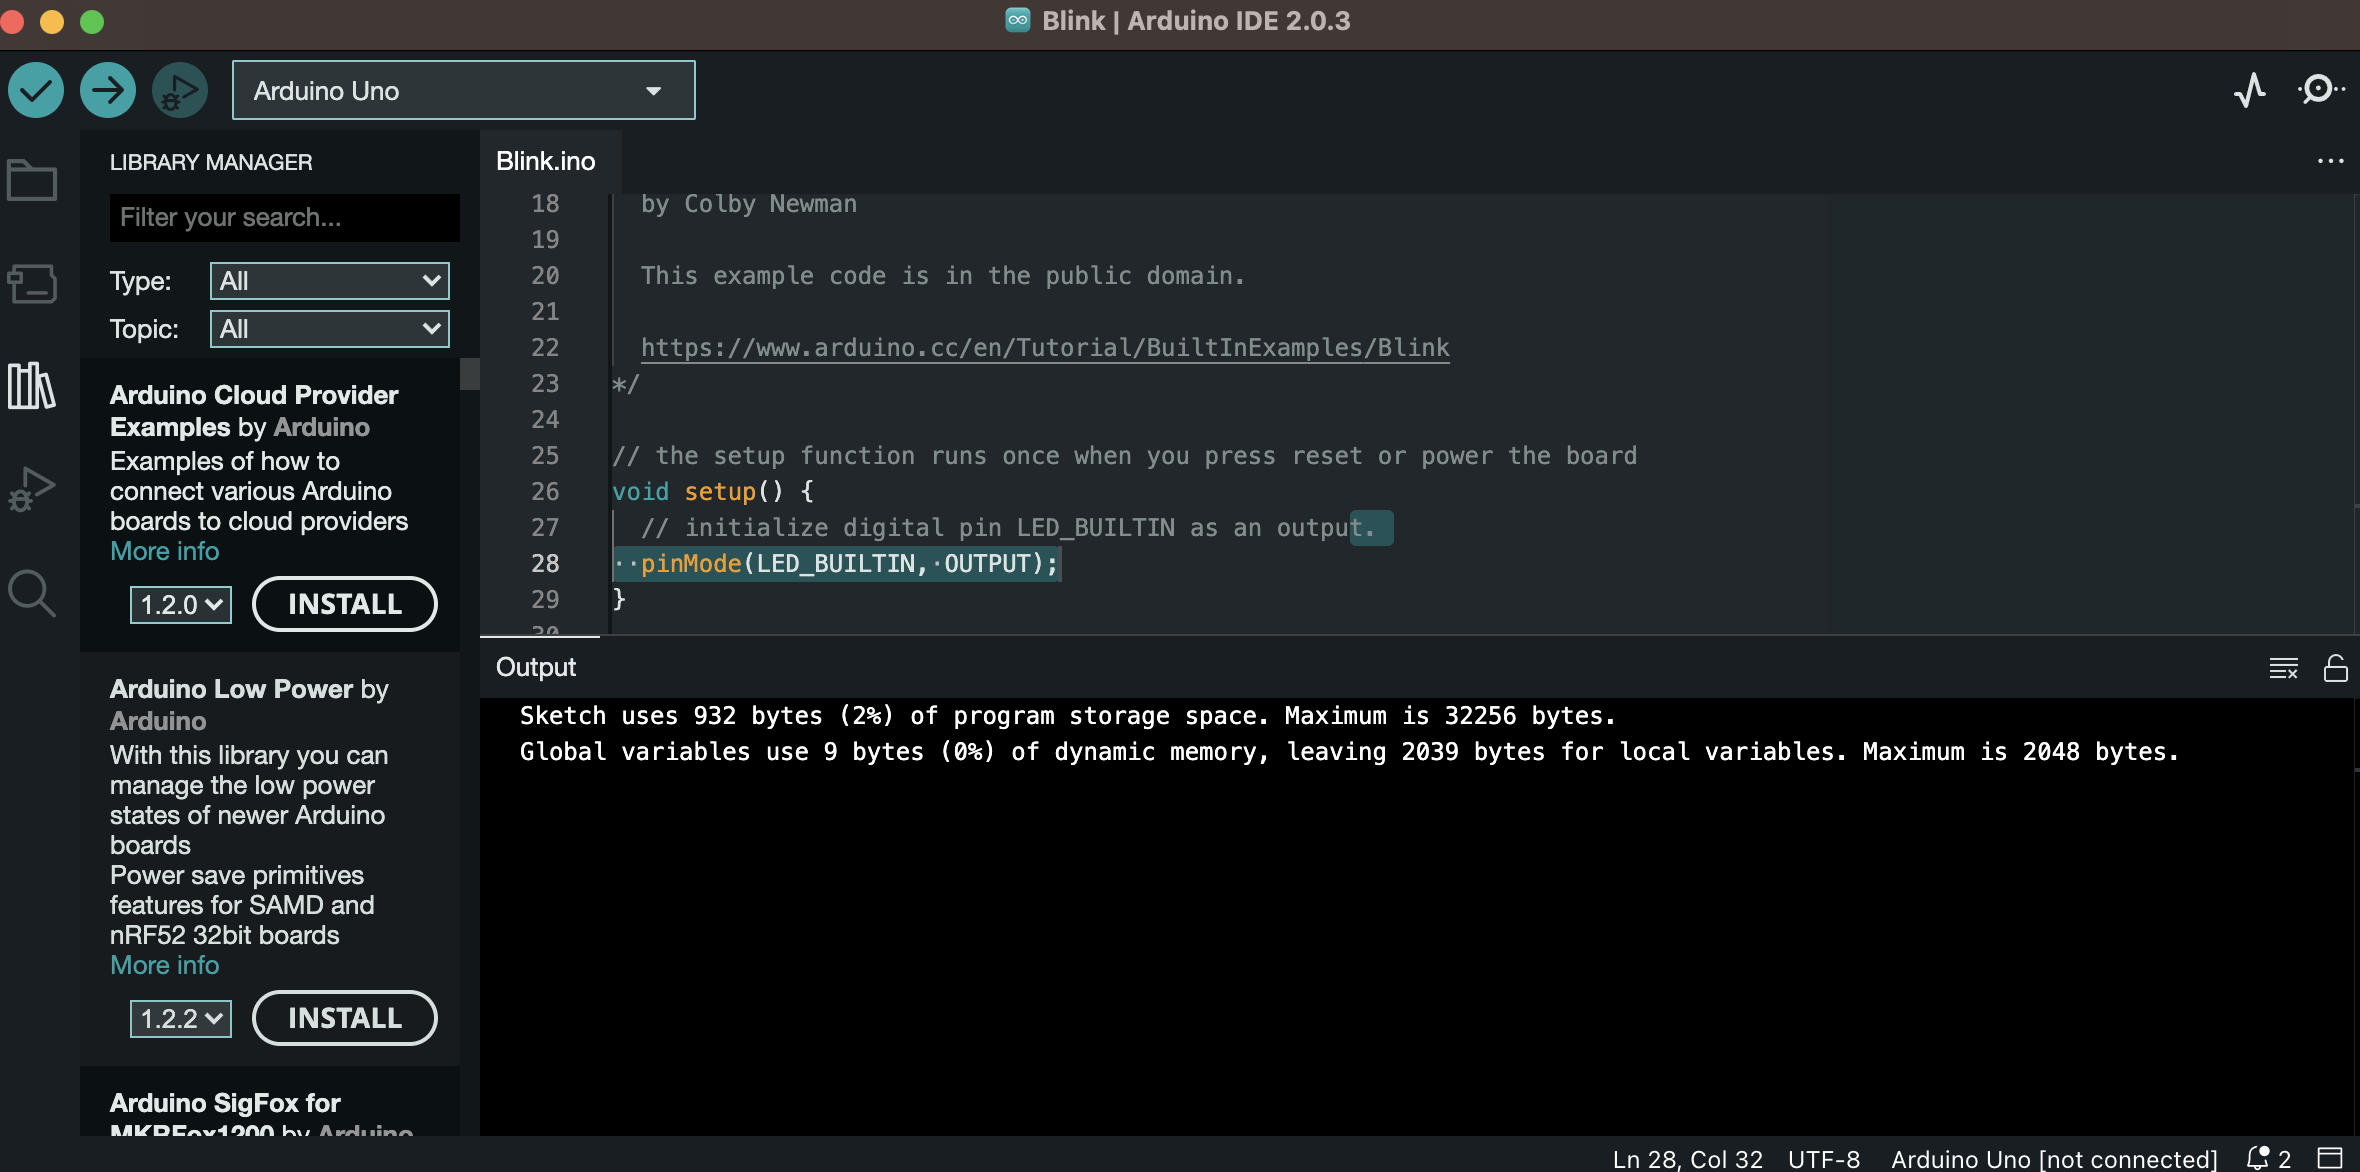 Blink | Arduino IDE 2.0.3
Arduino Uno
LIBRARY MANAGER
Filter your search...
Type: All
Topic: All
Arduino Cloud Provider
Examples by Arduino
Examples of how to
connect various Arduino
boards to cloud providers
More info
1.2.0 INSTALL
Arduino Low Power by
Arduino
With this library you can
manage the low power
states of newer Arduino
boards
Power save primitives
features for SAMD and
nRF52 32bit boards
More info
1.2.2 INSTALL
Arduino SigFox for
MKRFox1200 by Arduino
Blink.ino
18 by Colby Newman
19
20 This example code is in the public domain.
21
22 https://www.arduino.cc/en/Tutorial/BuiltInExamples/Blink
23 */
24
25 // the setup function runs once when you press reset or power the board
26 void setup() {
27 // initialize digital pin LED_BUILTIN as an output.
28 pinMode(LED_BUILTIN, OUTPUT);
29 }
30
Output
Sketch uses 932 bytes (2%) of program storage space. Maximum is 32256 bytes.
Global variables use 9 bytes (0%) of dynamic memory, leaving 2039 bytes for local variables. Maximum is 2048 bytes.
Ln 28, Col 32 UTF-8 Arduino Uno [not connected] 2